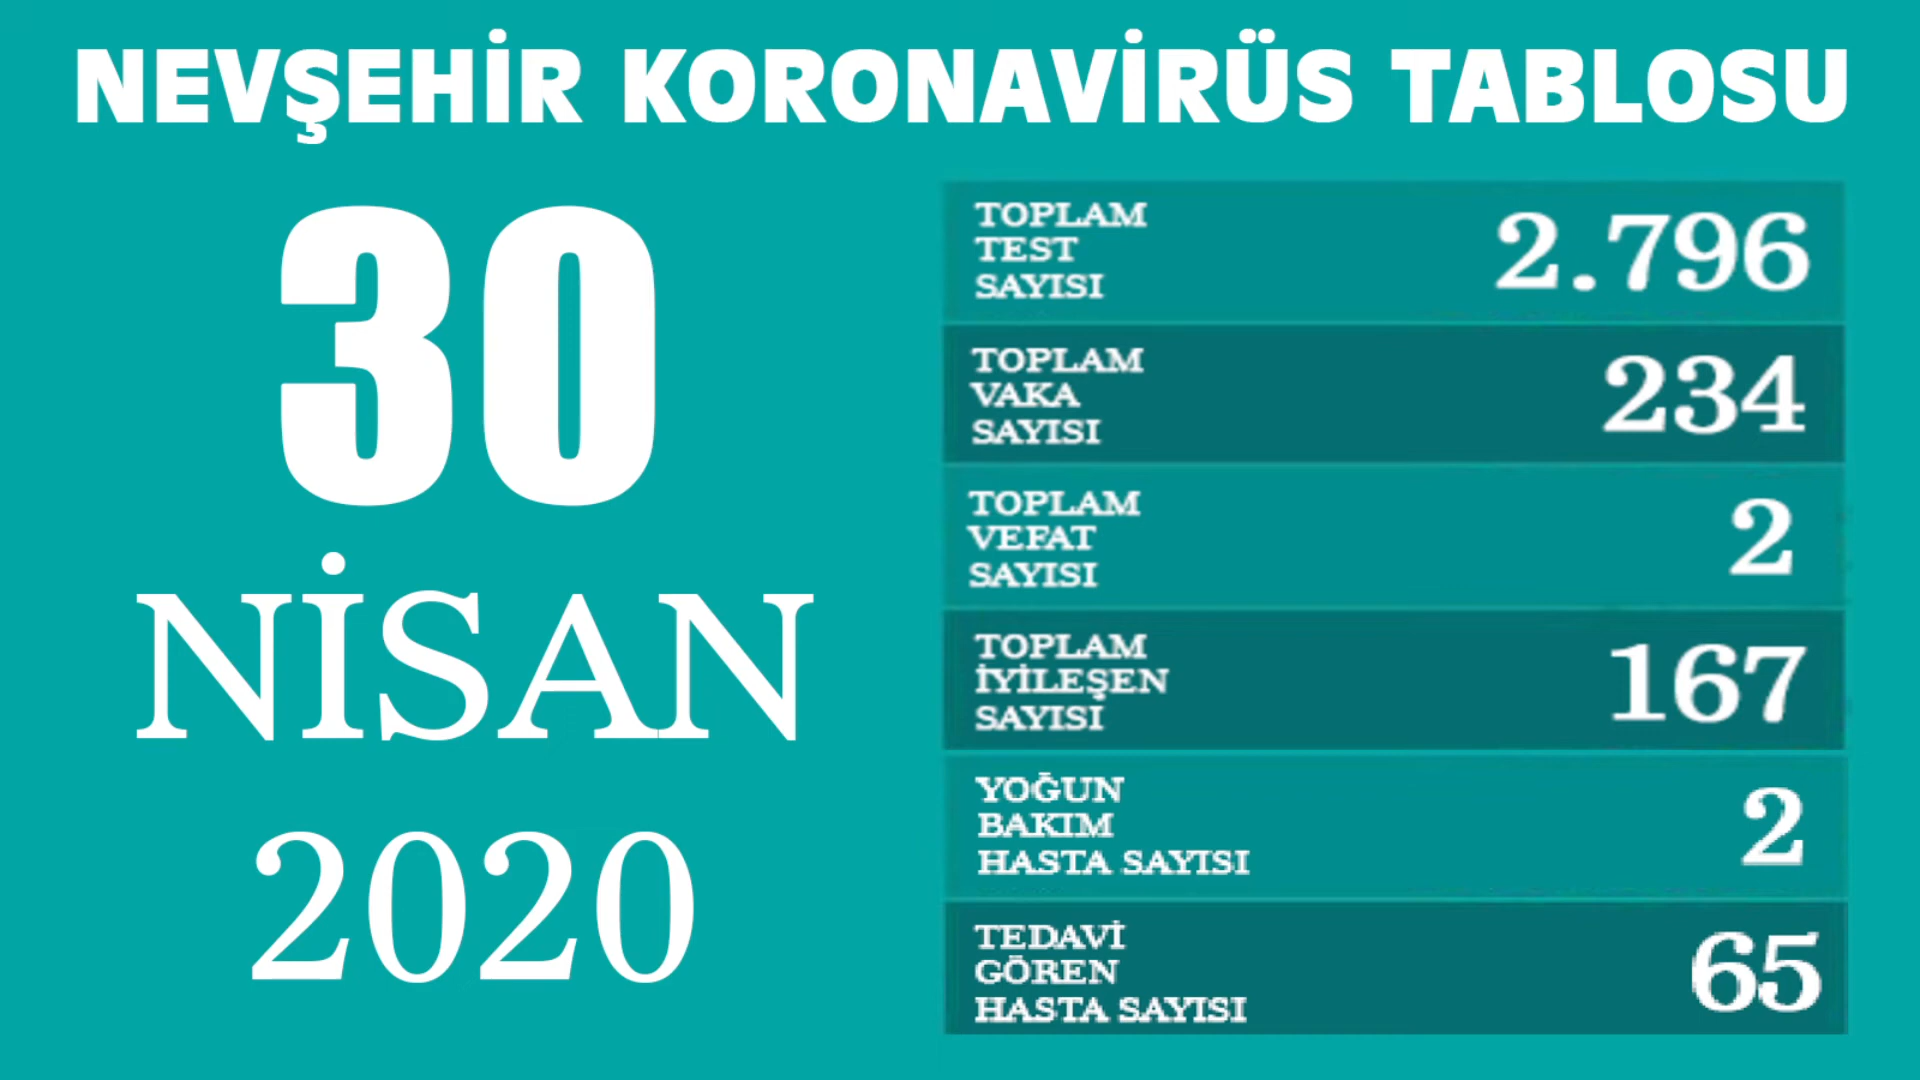 NEVŞEHİR KORONAVİRÜS TABLOSU
30
NİSAN
2020
TOPLAM
TEST
SAYISI
2.796
TOPLAM
VAKA
SAYISI
234
TOPLAM
VEFAT
SAYISI
2
TOPLAM
İYİLEŞEN
SAYISI
167
YOĞUN
BAKIM
HASTA SAYISI
2
TEDAVİ
GÖREN
HASTA SAYISI
65